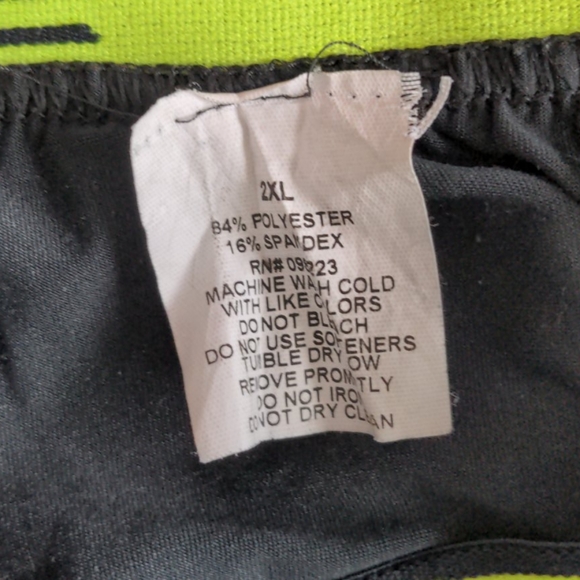 2XL
84% POLYESTER
16% SPANDEX
RN#
MACHINE WASH COLD
WITH LIKE COLORS
DO NOT BLEACH
DO NOT USE SOFTENERS
TUMBLE DRY LOW
REMOVE PROMPTLY
DO NOT IRON
DO NOT DRY CLEAN